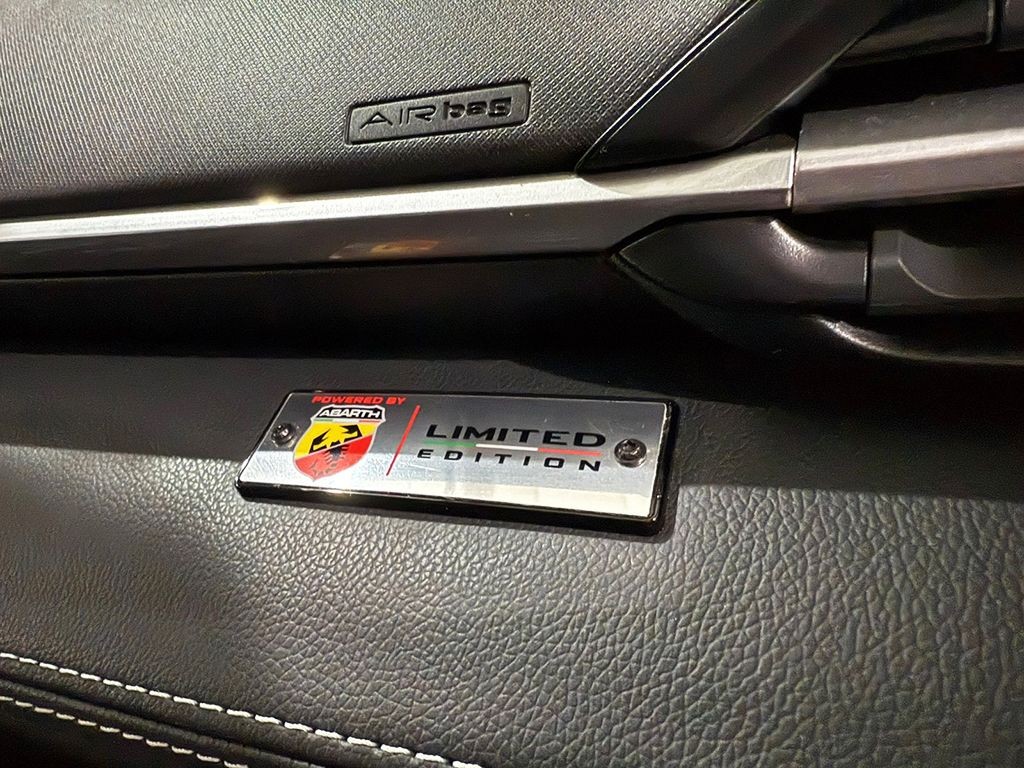 AIRbag
POWERED BY
ABARTH
LIMITED
EDITION